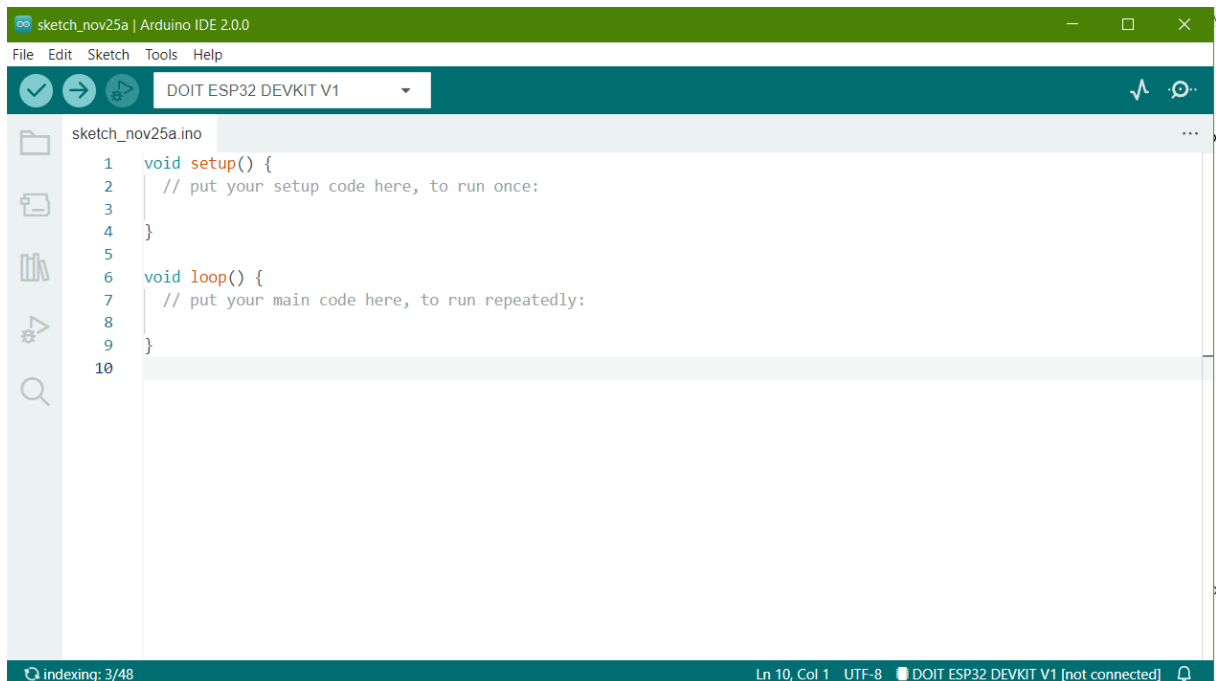 sketch_nov25a | Arduino IDE 2.0.0
File Edit Sketch Tools Help
DOIT ESP32 DEVKIT V1
sketch_nov25a.ino
...
1 void setup() {
2 // put your setup code here, to run once:
3
4 }
5
6 void loop() {
7 // put your main code here, to run repeatedly:
8
9 }
10
indexing: 3/48 Ln 10, Col 1 UTF-8 DOIT ESP32 DEVKIT V1 [not connected]